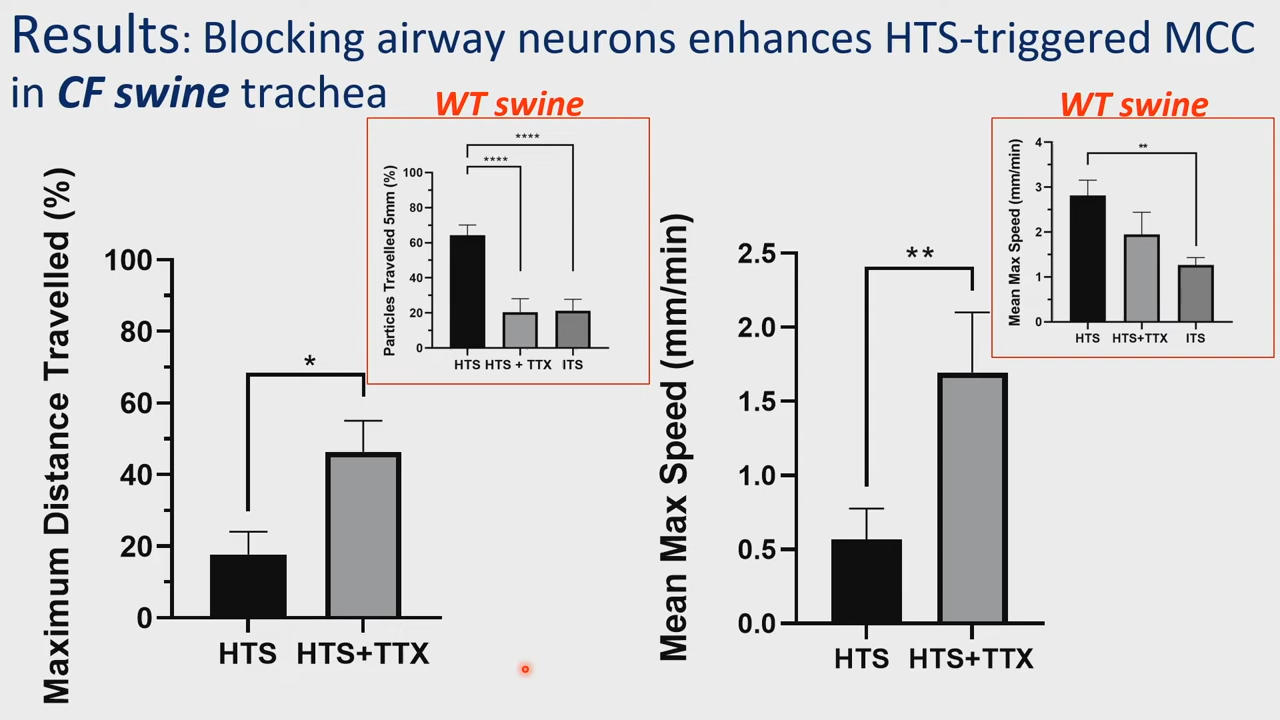 Results: Blocking airway neurons enhances HTS-triggered MCC
in CF swine trachea
WT swine
Particles Travelled 5mm (%)
100
80
60
40
20
0
****
****
HTS
HTS + TTX
ITS
Maximum Distance Travelled (%)
100
80
60
40
20
0
*
HTS
HTS+TTX
WT swine
Mean Max Speed (mm/min)
4
3
2
1
0
**
HTS
HTS+TTX
ITS
Mean Max Speed (mm/min)
2.5
2.0
1.5
1.0
0.5
0.0
**
HTS
HTS+TTX